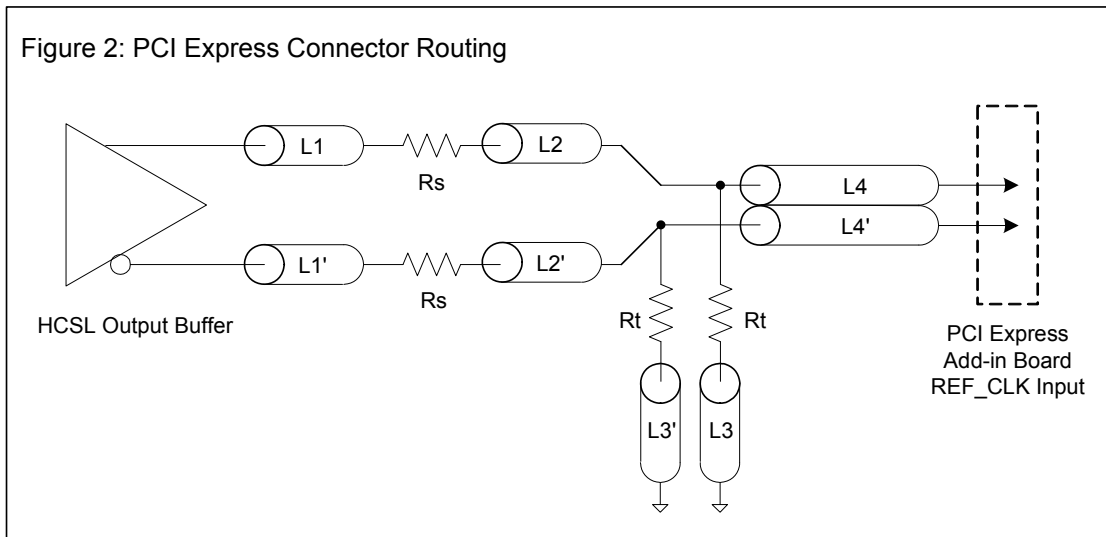 Figure 2: PCI Express Connector Routing
L1
Rs
L2
L4
L4'
L1'
Rs
L2'
HCSL Output Buffer
Rt
Rt
L3'
L3
PCI Express
Add-in Board
REF_CLK Input